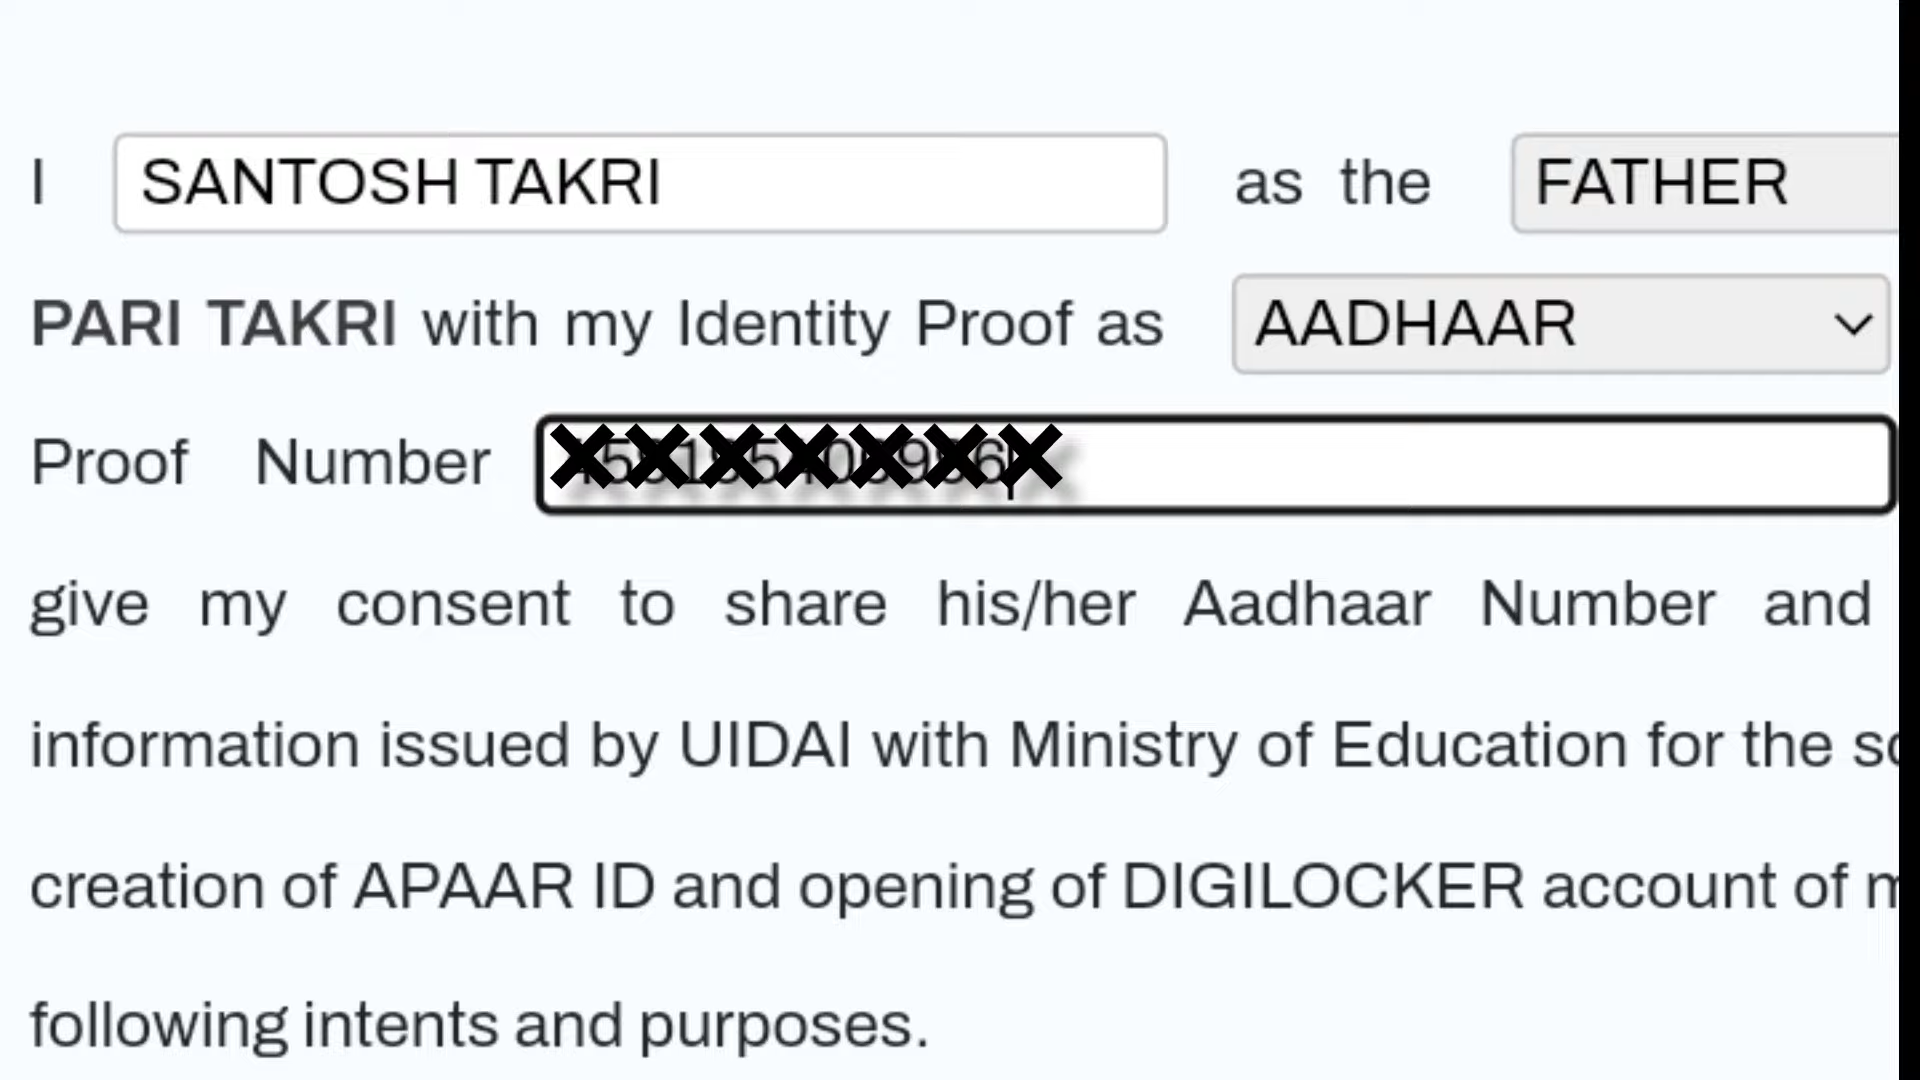 I SANTOSH TAKRI as the FATHER
PARI TAKRI with my Identity Proof as AADHAAR
Proof Number
give my consent to share his/her Aadhaar Number and
information issued by UIDAI with Ministry of Education for the
creation of APAAR ID and opening of DIGILOCKER account of
following intents and purposes.